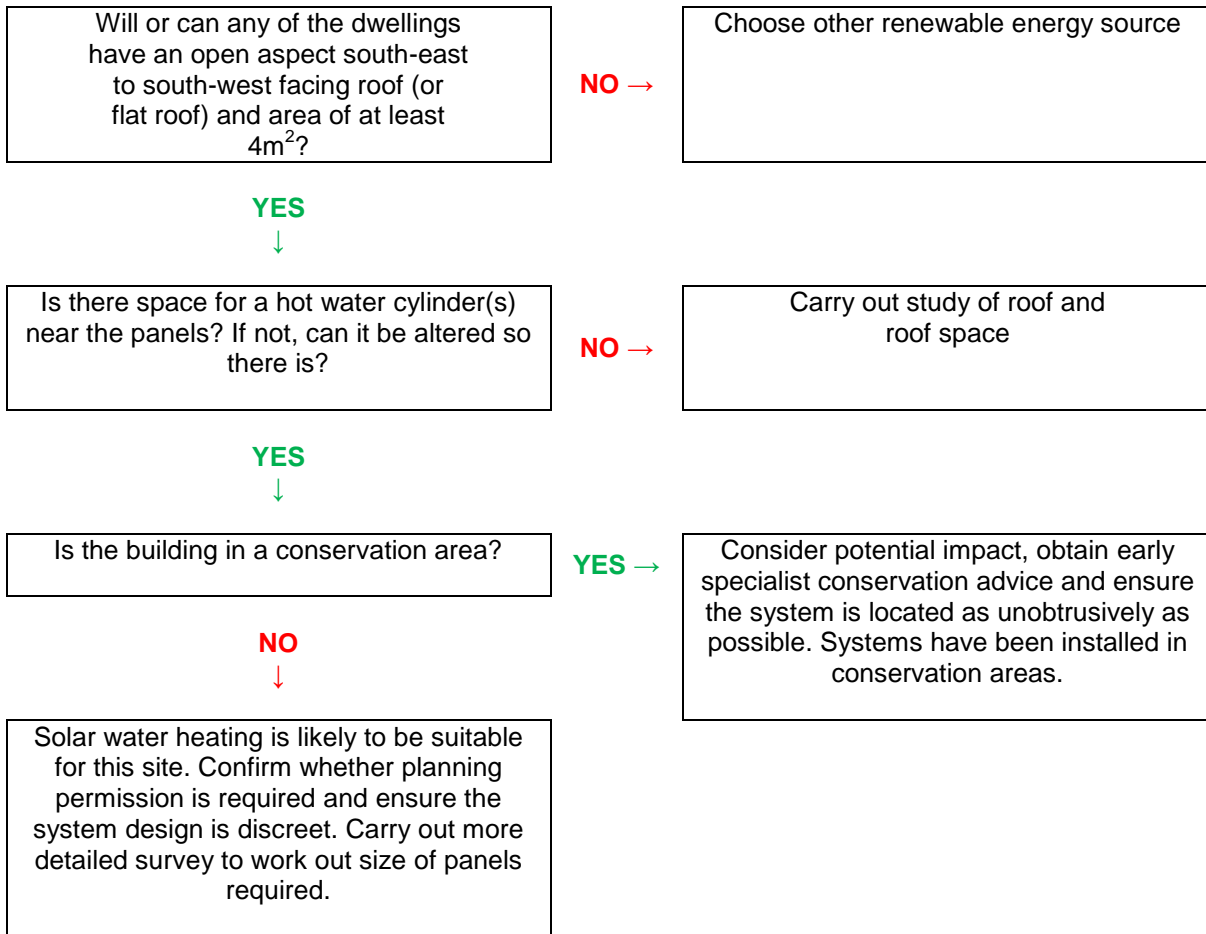 Will or can any of the dwellings
have an open aspect south-east
to south-west facing roof (or
flat roof) and area of at least
4m²?
NO →
Choose other renewable energy source
YES
↓
Is there space for a hot water cylinder(s)
near the panels? If not, can it be altered so
there is?
NO →
Carry out study of roof and
roof space
YES
↓
Is the building in a conservation area?
YES →
Consider potential impact, obtain early
specialist conservation advice and ensure
the system is located as unobtrusively as
possible. Systems have been installed in
conservation areas.
NO
↓
Solar water heating is likely to be suitable
for this site. Confirm whether planning
permission is required and ensure the
system design is discreet. Carry out more
detailed survey to work out size of panels
required.